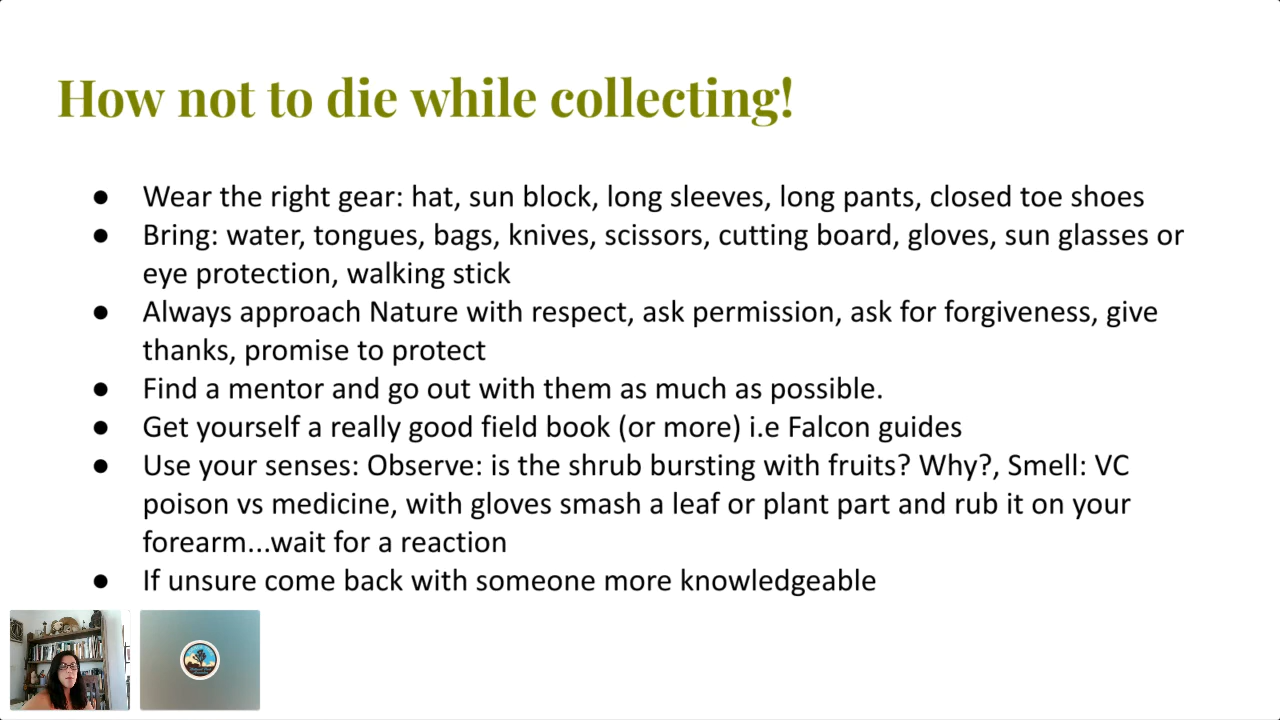 How not to die while collecting!
● Wear the right gear: hat, sun block, long sleeves, long pants, closed toe shoes
● Bring: water, tongues, bags, knives, scissors, cutting board, gloves, sun glasses or
eye protection, walking stick
● Always approach Nature with respect, ask permission, ask for forgiveness, give
thanks, promise to protect
● Find a mentor and go out with them as much as possible.
● Get yourself a really good field book (or more) i.e Falcon guides
● Use your senses: Observe: is the shrub bursting with fruits? Why?, Smell: VC
poison vs medicine, with gloves smash a leaf or plant part and rub it on your
forearm...wait for a reaction
● If unsure come back with someone more knowledgeable